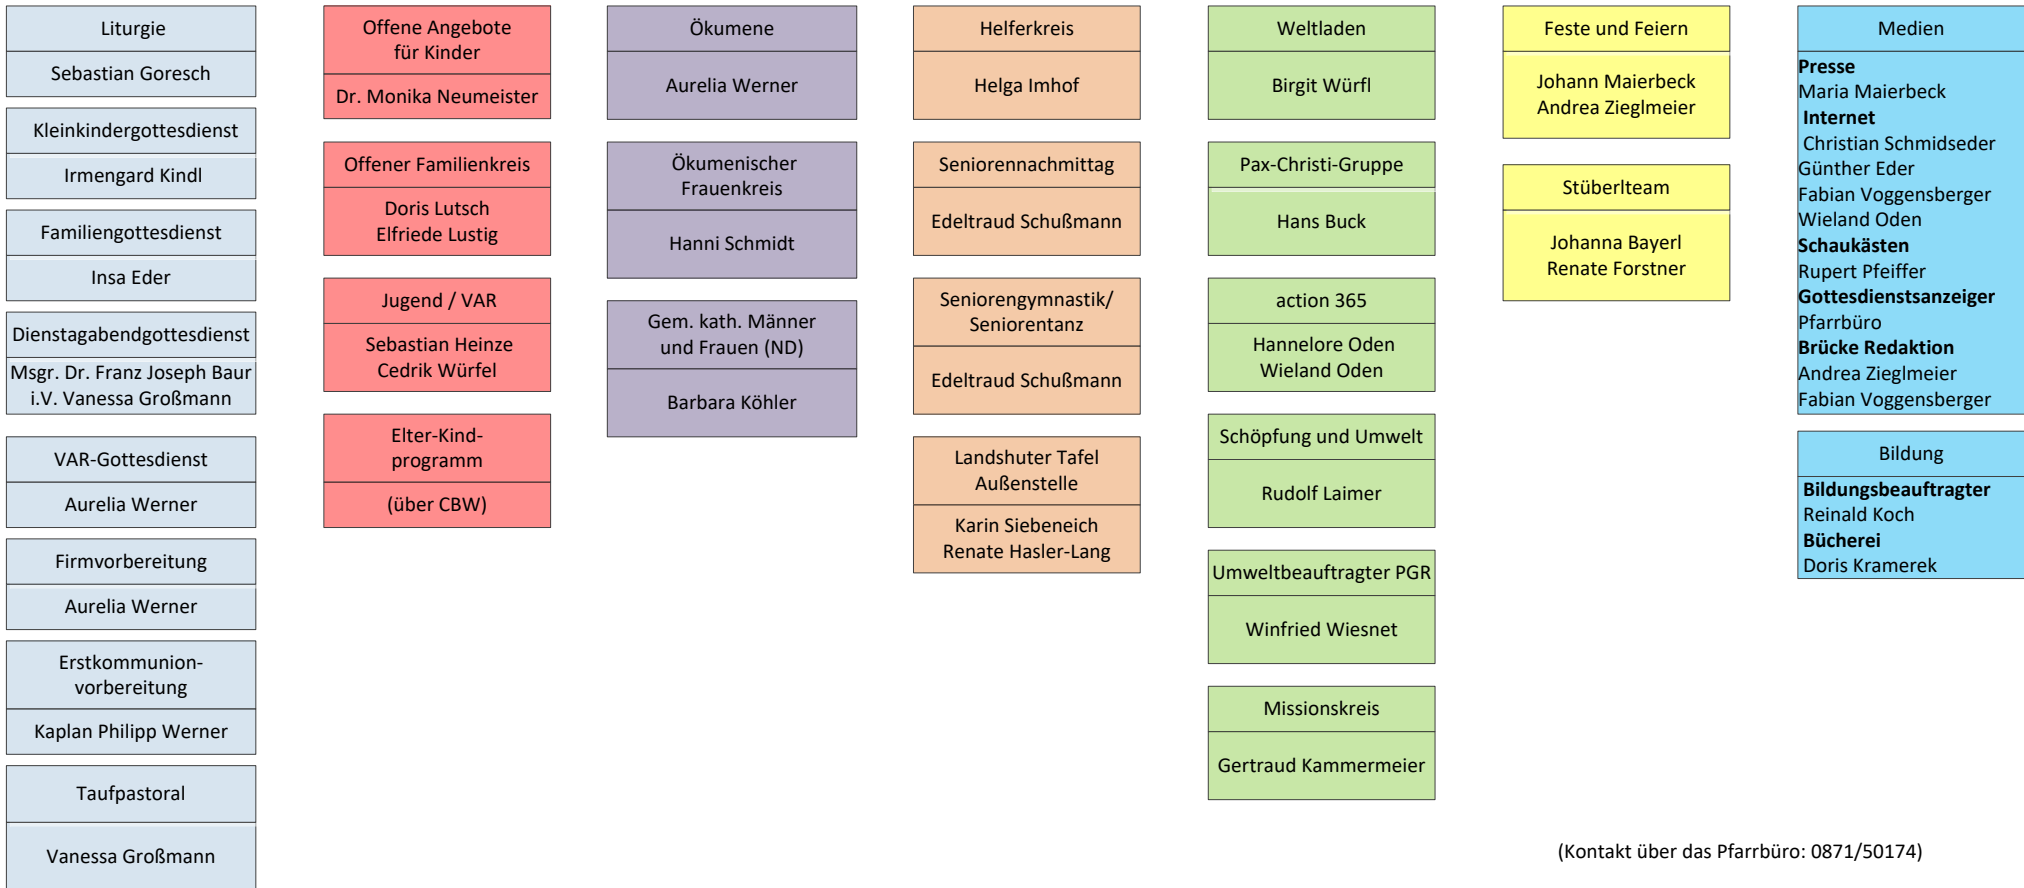 Liturgie
Sebastian Goresch
Kleinkindergottesdienst
Irmengard Kindl
Familiengottesdienst
Insa Eder
Dienstagabendgottesdienst
Msgr. Dr. Franz Joseph Baur
i.V. Vanessa Großmann
VAR-Gottesdienst
Aurelia Werner
Firmvorbereitung
Aurelia Werner
Erstkommunion-
vorbereitung
Kaplan Philipp Werner
Taufpastoral
Vanessa Großmann
Offene Angebote
für Kinder
Dr. Monika Neumeister
Offener Familienkreis
Doris Lutsch
Elfriede Lustig
Jugend / VAR
Sebastian Heinze
Cedrik Würfel
Elter-Kind-
programm
(über CBW)
Ökumene
Aurelia Werner
Ökumenischer
Frauenkreis
Hanni Schmidt
Gem. kath. Männer
und Frauen (ND)
Barbara Köhler
Helferkreis
Helga Imhof
Seniorennachmittag
Edeltraud Schußmann
Seniorengymnastik/
Seniorentanz
Edeltraud Schußmann
Landshuter Tafel
Außenstelle
Karin Siebeneich
Renate Hasler-Lang
Weltladen
Birgit Würfl
Pax-Christi-Gruppe
Hans Buck
action 365
Hannelore Oden
Wieland Oden
Schöpfung und Umwelt
Rudolf Laimer
Umweltbeauftragter PGR
Winfried Wiesnet
Missionskreis
Gertraud Kammermeier
Feste und Feiern
Johann Maierbeck
Andrea Zieglmeier
Stüberlteam
Johanna Bayerl
Renate Forstner
Medien
Presse
Maria Maierbeck
Internet
Christian Schmidseder
Günther Eder
Fabian Voggensberger
Wieland Oden
Schaukästen
Rupert Pfeiffer
Gottesdienstsanzeiger
Pfarrbüro
Brücke Redaktion
Andrea Zieglmeier
Fabian Voggensberger
Bildung
Bildungsbeauftragter
Reinald Koch
Bücherei
Doris Kramerek
(Kontakt über das Pfarrbüro: 0871/50174)